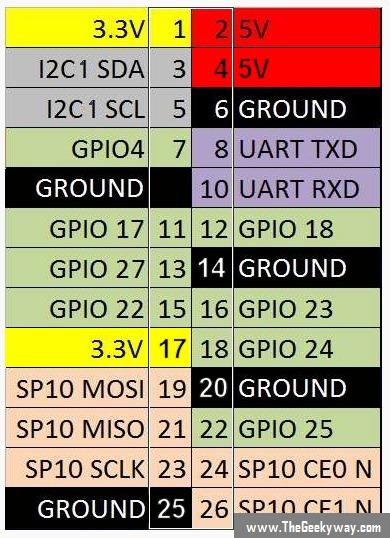 3.3V 1 2 5V
I2C1 SDA 3 4 5V
I2C1 SCL 5 6 GROUND
GPIO4 7 8 UART TXD
GROUND 10 UART RXD
GPIO 17 11 12 GPIO 18
GPIO 27 13 14 GROUND
GPIO 22 15 16 GPIO 23
3.3V 17 18 GPIO 24
SP10 MOSI 19 20 GROUND
SP10 MISO 21 22 GPIO 25
SP10 SCLK 23 24 SP10 CE0 N
GROUND 25 26 SP10 CE1 N
www.TheGeekyway.com